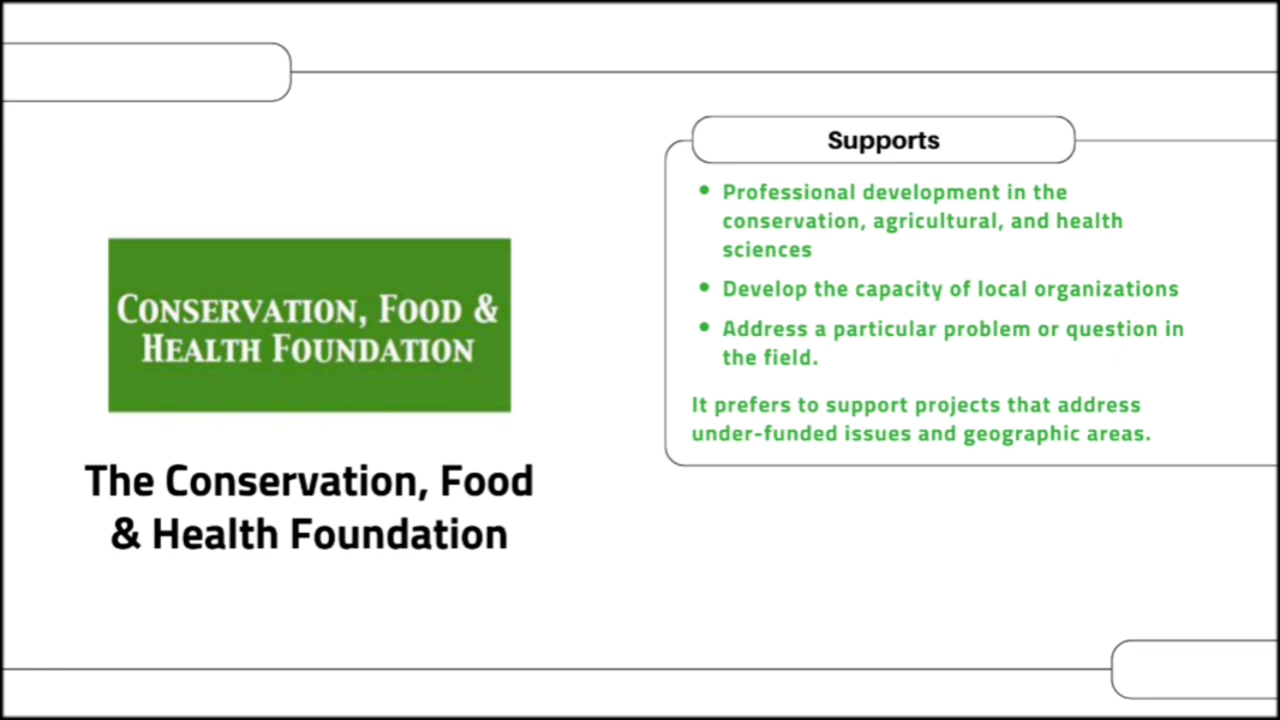 CONSERVATION, FOOD &
HEALTH FOUNDATION
The Conservation, Food
& Health Foundation
Supports
• Professional development in the
conservation, agricultural, and health
sciences
• Develop the capacity of local organizations
• Address a particular problem or question in
the field.
It prefers to support projects that address
under-funded issues and geographic areas.